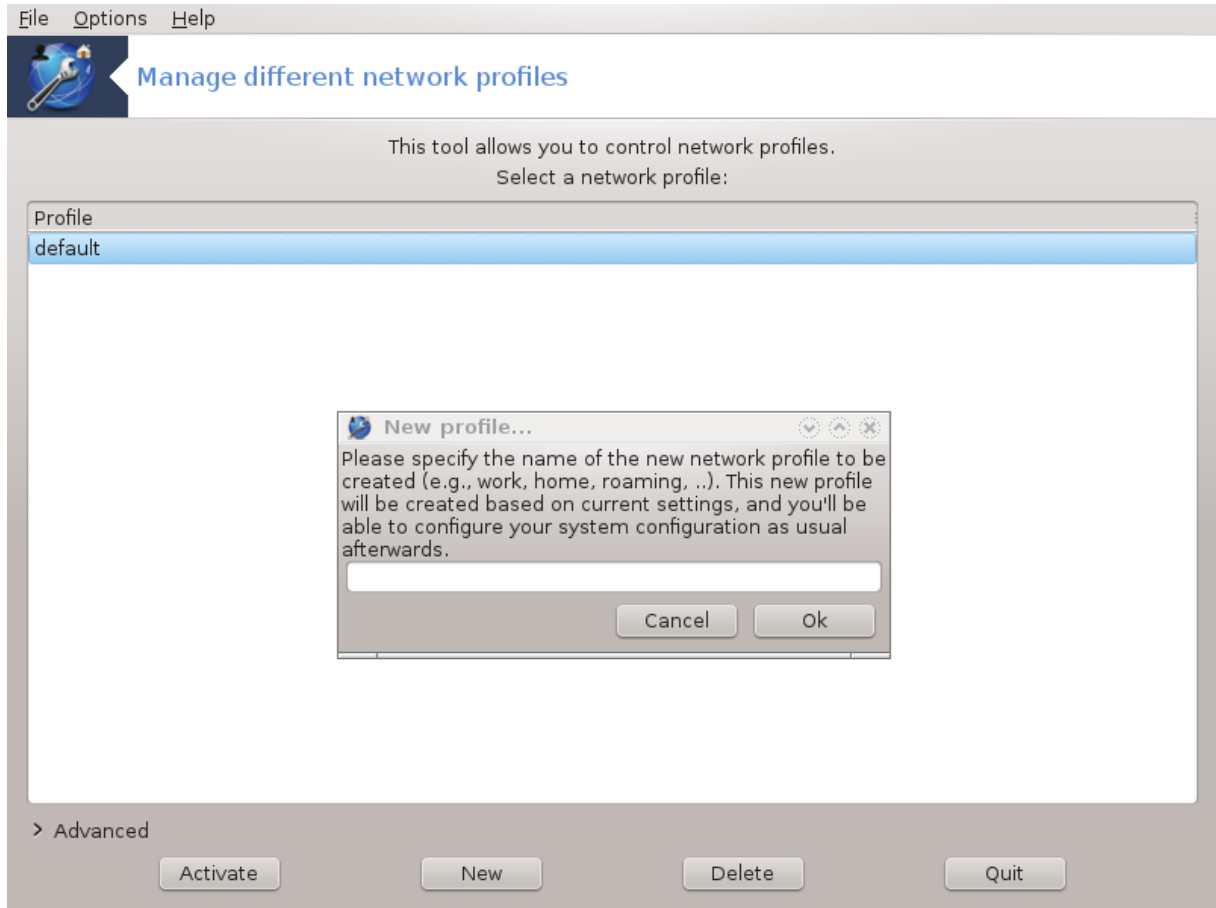 File Options Help
Manage different network profiles
This tool allows you to control network profiles.
Select a network profile:
Profile
default
New profile...
Please specify the name of the new network profile to be
created (e.g., work, home, roaming, ..). This new profile
will be created based on current settings, and you'll be
able to configure your system configuration as usual
afterwards.
Cancel Ok
> Advanced
Activate New Delete Quit